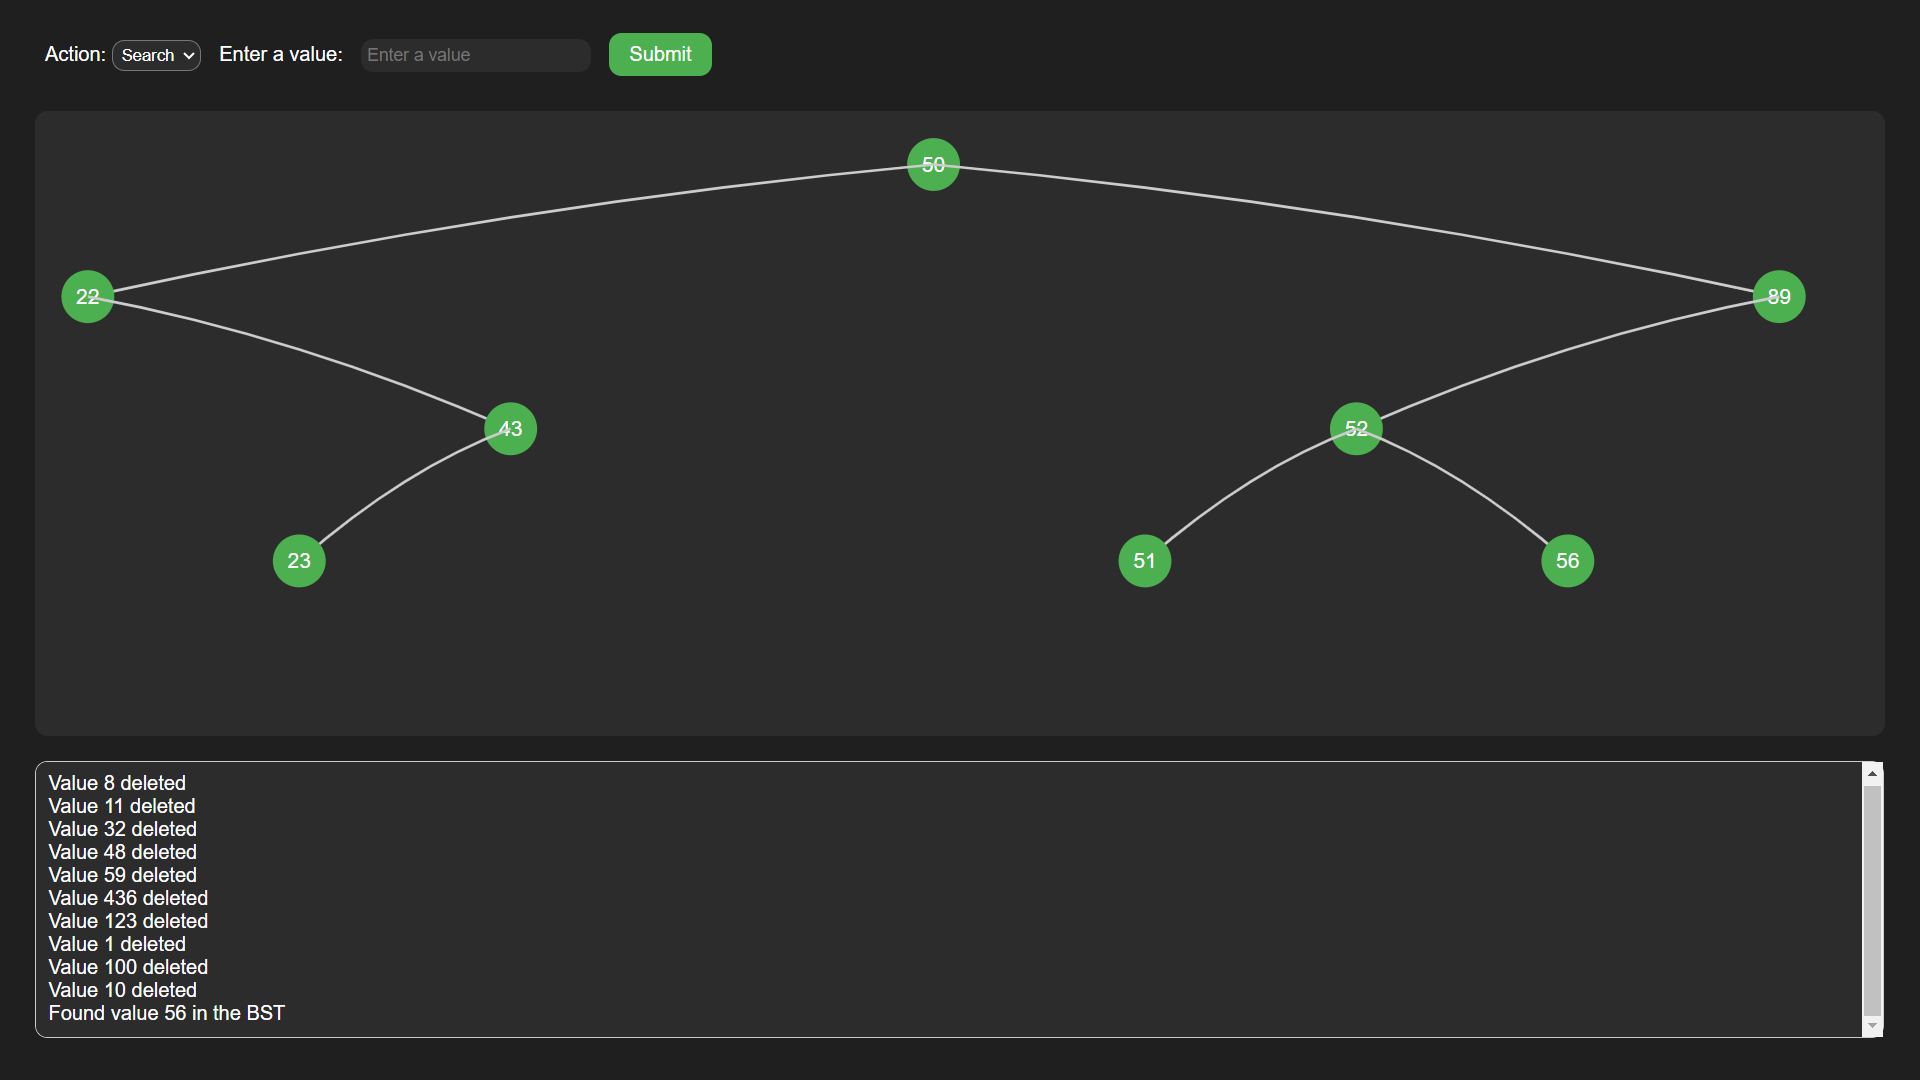 Action: Search Enter a value: Enter a value Submit
50
22 89
43 52
23 51 56
Value 8 deleted
Value 11 deleted
Value 32 deleted
Value 48 deleted
Value 59 deleted
Value 436 deleted
Value 123 deleted
Value 1 deleted
Value 100 deleted
Value 10 deleted
Found value 56 in the BST